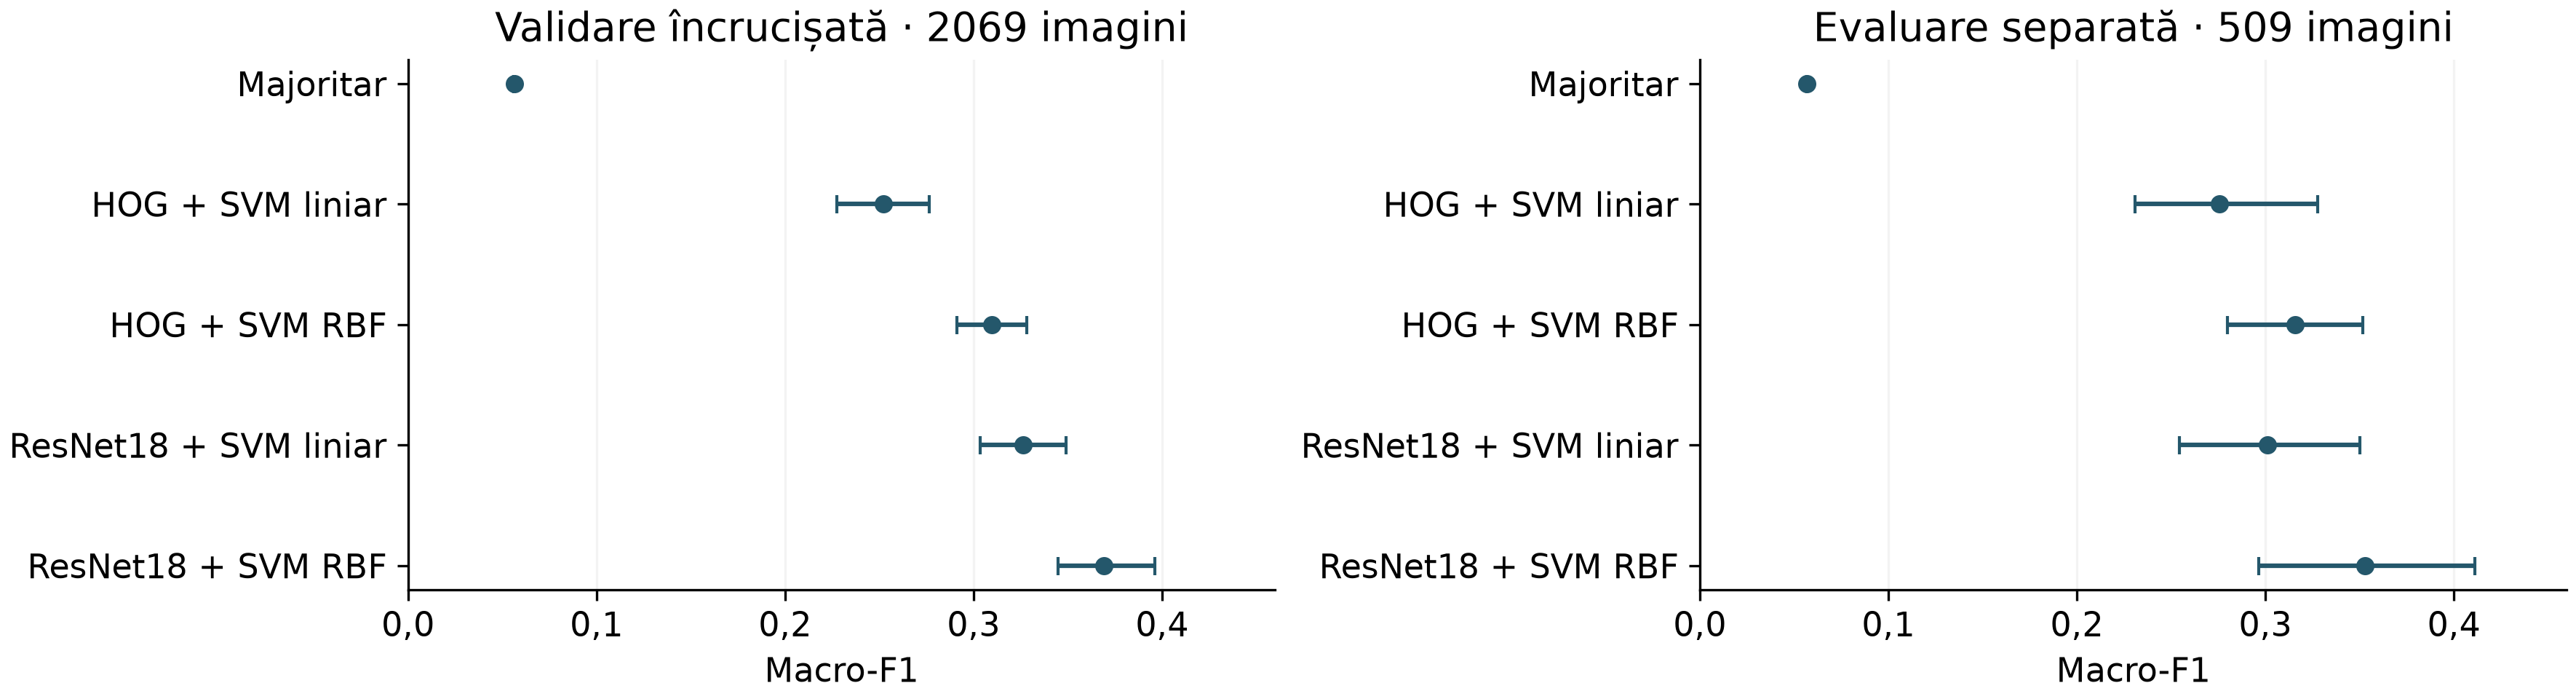 Validare încrucișată · 2069 imagini
Majoritar
HOG + SVM liniar
HOG + SVM RBF
ResNet18 + SVM liniar
ResNet18 + SVM RBF
0,0 0,1 0,2 0,3 0,4
Macro-F1
Evaluare separată · 509 imagini
Majoritar
HOG + SVM liniar
HOG + SVM RBF
ResNet18 + SVM liniar
ResNet18 + SVM RBF
0,0 0,1 0,2 0,3 0,4
Macro-F1